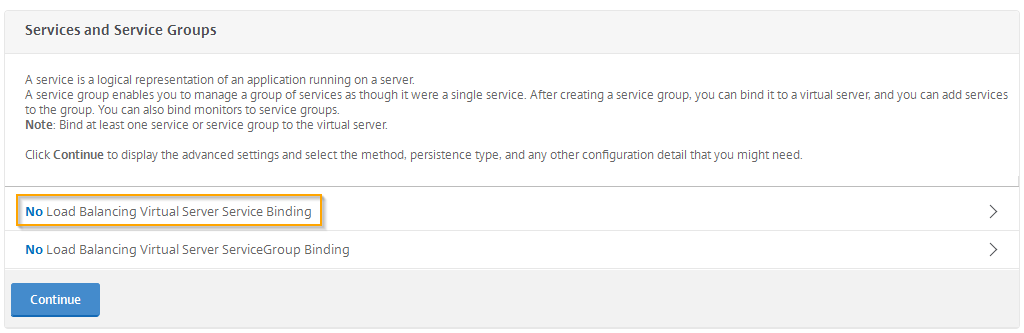 Services and Service Groups
A service is a logical representation of an application running on a server.
A service group enables you to manage a group of services as though it were a single service. After creating a service group, you can bind it to a virtual server, and you can add services
to the group. You can also bind monitors to service groups.
Note: Bind at least one service or service group to the virtual server.
Click Continue to display the advanced settings and select the method, persistence type, and any other configuration detail that you might need.
No Load Balancing Virtual Server Service Binding
No Load Balancing Virtual Server ServiceGroup Binding
Continue